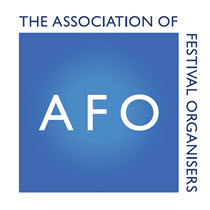 THE ASSOCIATION OF
FESTIVAL ORGANISERS
AFO